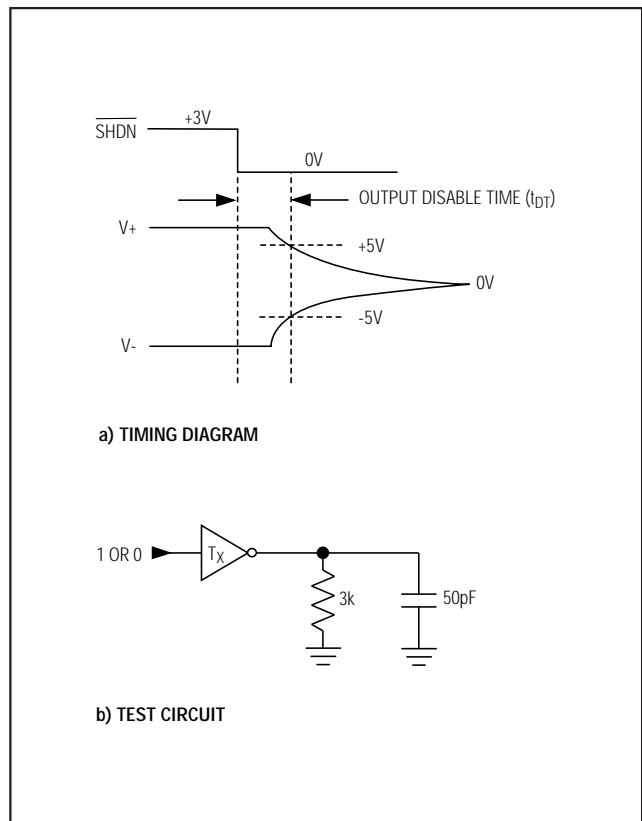 +3V
SHDN
0V
OUTPUT DISABLE TIME (tDT)
V+
+5V
0V
-5V
V-
a) TIMING DIAGRAM
1 OR 0
TX
3k
50pF
b) TEST CIRCUIT